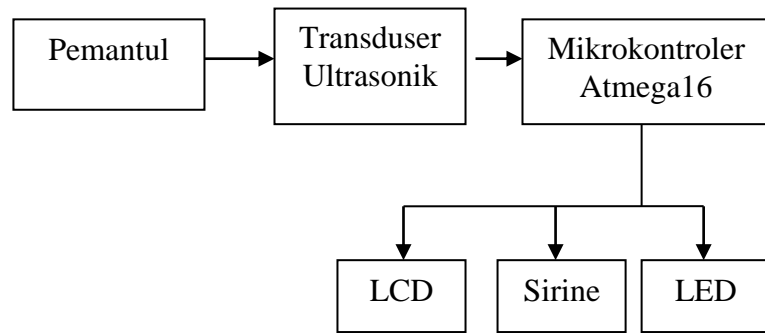 Pemantul
Transduser
Ultrasonik
Mikrokontroler
Atmega16
LCD
Sirine
LED